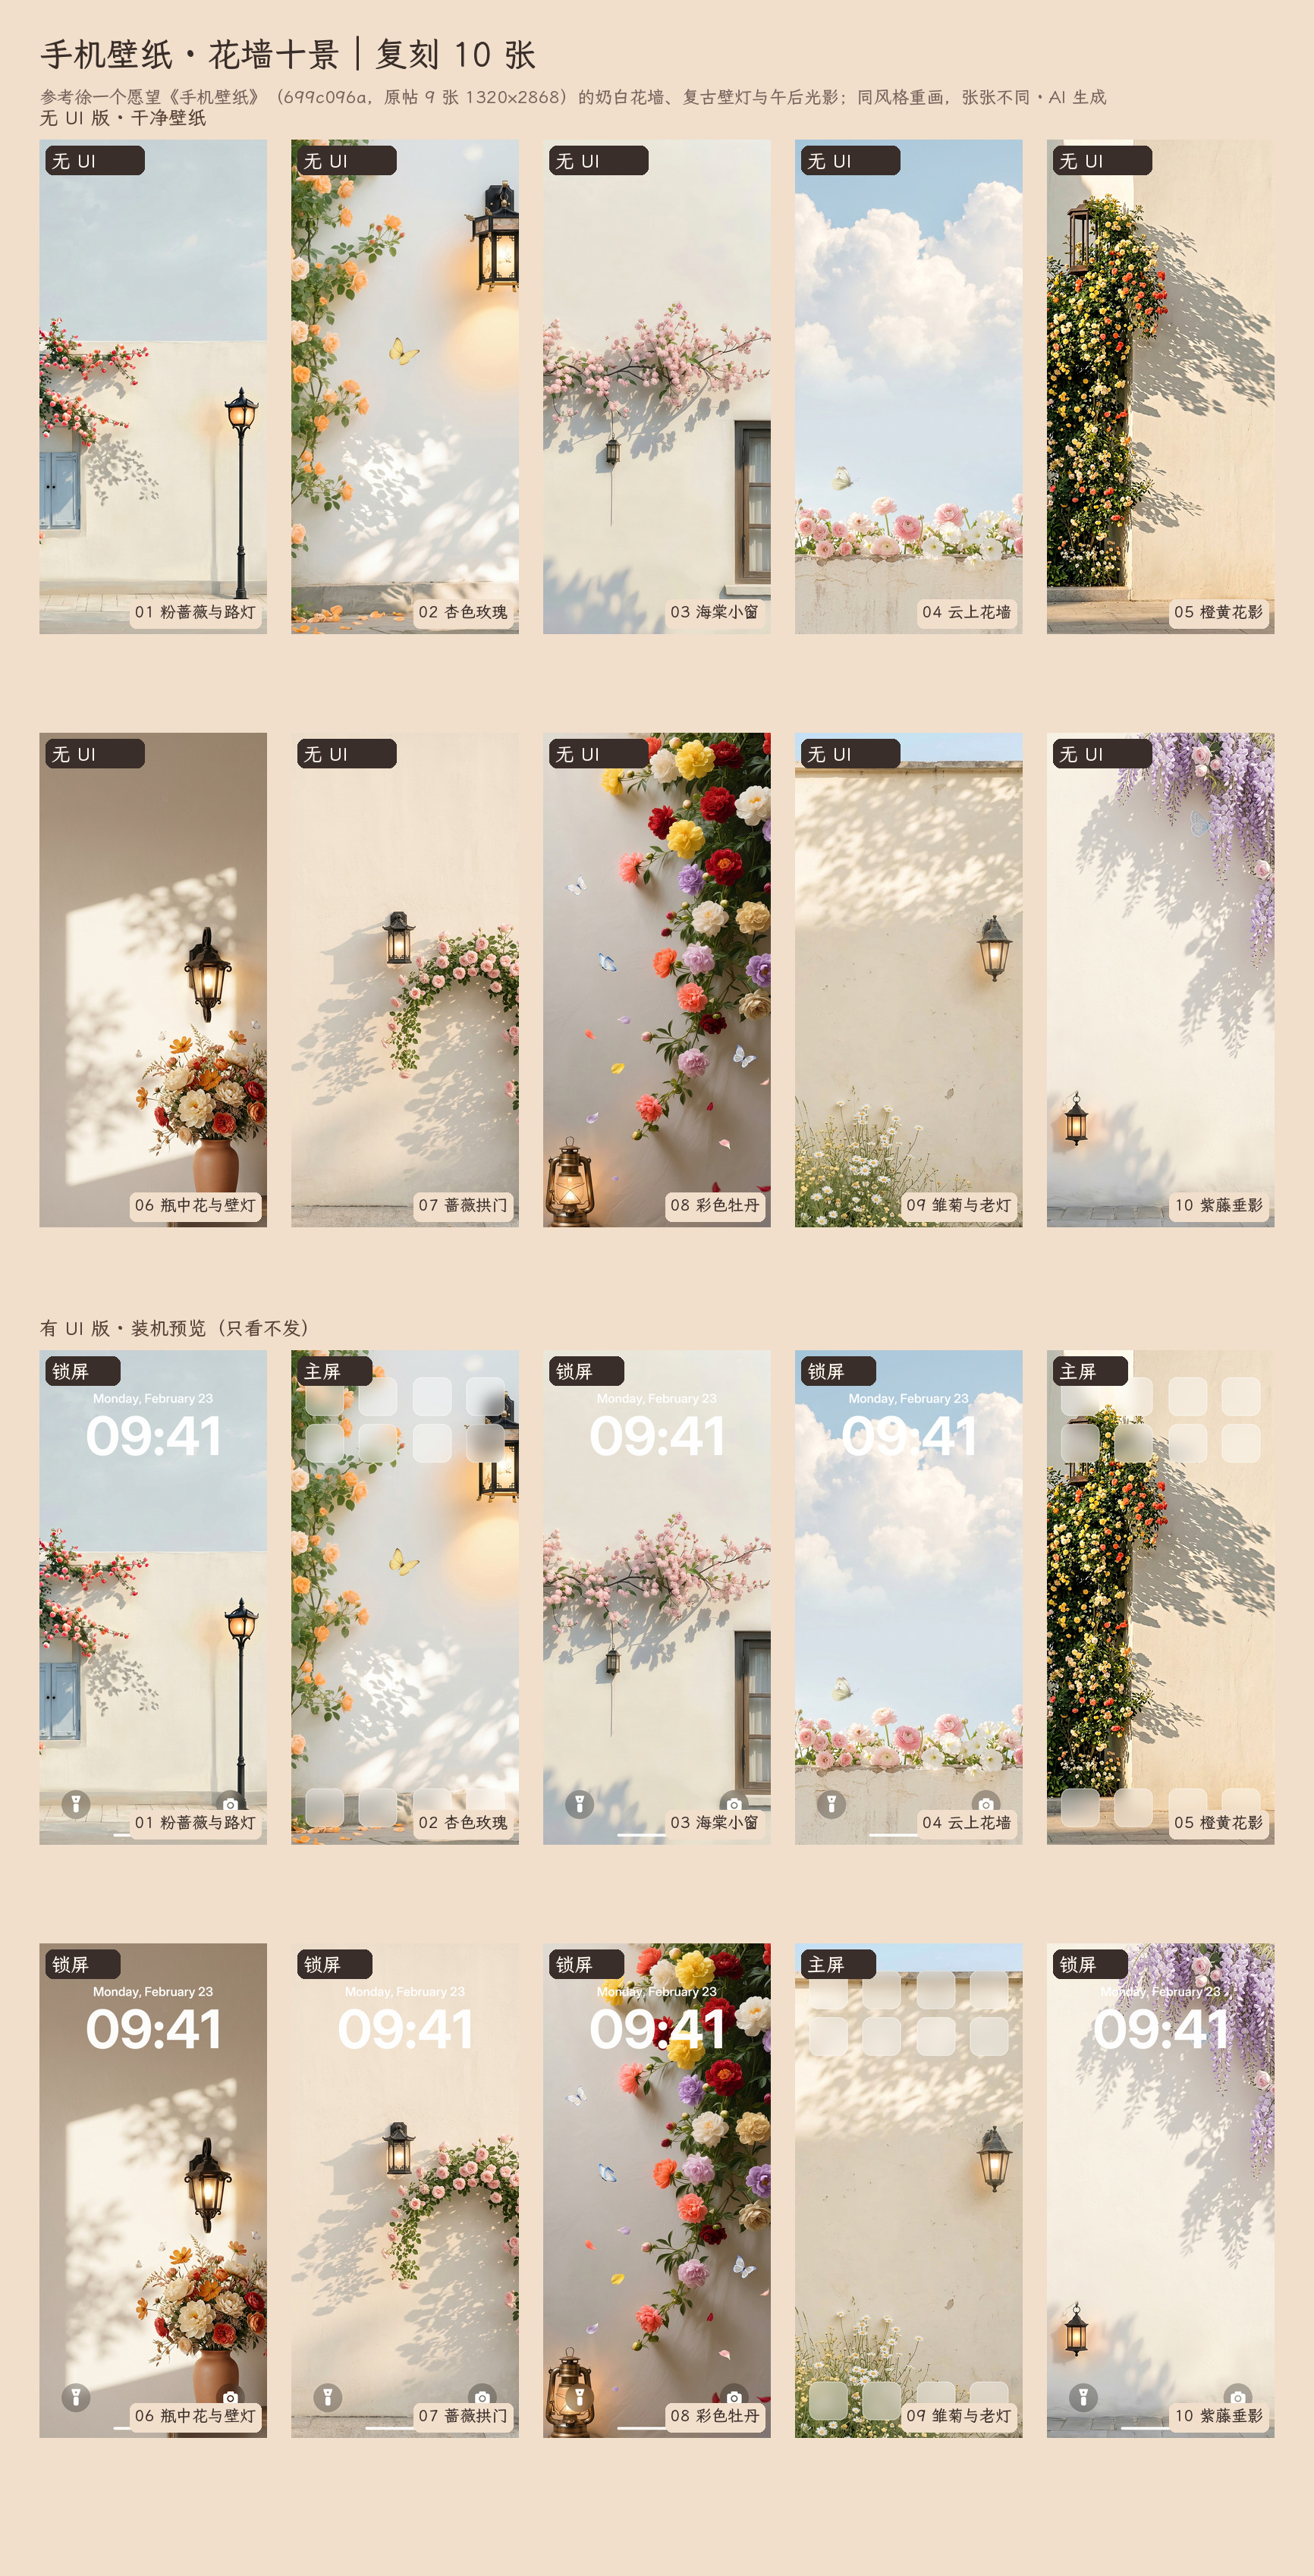 手机壁纸·花墙十景｜复刻 10 张
参考徐一个愿望《手机壁纸》（699c096a，原帖 9 张 1320×2868）的奶白花墙、复古壁灯与午后光影；同风格重画，张张不同·AI 生成
无 UI 版·干净壁纸
无 UI
无 UI
无 UI
无 UI
无 UI
01 粉蔷薇与路灯
02 杏色玫瑰
03 海棠小窗
04 云上花墙
05 橙黄花影
无 UI
无 UI
无 UI
无 UI
无 UI
06 瓶中花与壁灯
07 蔷薇拱门
08 彩色牡丹
09 雏菊与老灯
10 紫藤垂影
有 UI 版·装机预览（只看不发）
锁屏
主屏
锁屏
锁屏
主屏
Monday, February 23
Monday, February 23
Monday, February 23
09:41
09:41
09:41
01 粉蔷薇与路灯
02 杏色玫瑰
03 海棠小窗
04 云上花墙
05 橙黄花影
锁屏
锁屏
锁屏
主屏
锁屏
Monday, February 23
Monday, February 23
Monday, February 23
Monday, February 23
09:41
09:41
09:41
09:41
06 瓶中花与壁灯
07 蔷薇拱门
08 彩色牡丹
09 雏菊与老灯
10 紫藤垂影